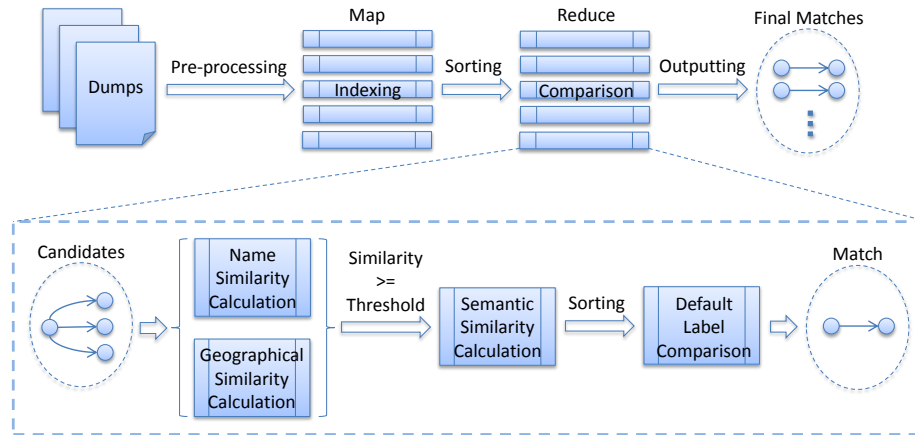 Map
Reduce
Final Matches
Dumps
Pre-processing
Indexing
Sorting
Comparison
Outputting
Candidates
Name
Similarity
Calculation
Geographical
Similarity
Calculation
Similarity
>=
Threshold
Semantic
Similarity
Calculation
Sorting
Default
Label
Comparison
Match